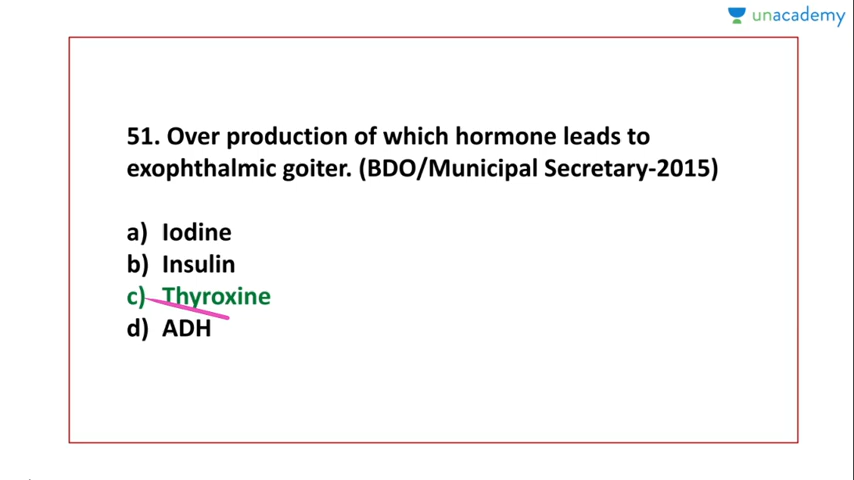 unacademy
51. Over production of which hormone leads to
exophthalmic goiter. (BDO/Municipal Secretary-2015)
a) Iodine
b) Insulin
c) Thyroxine
d) ADH